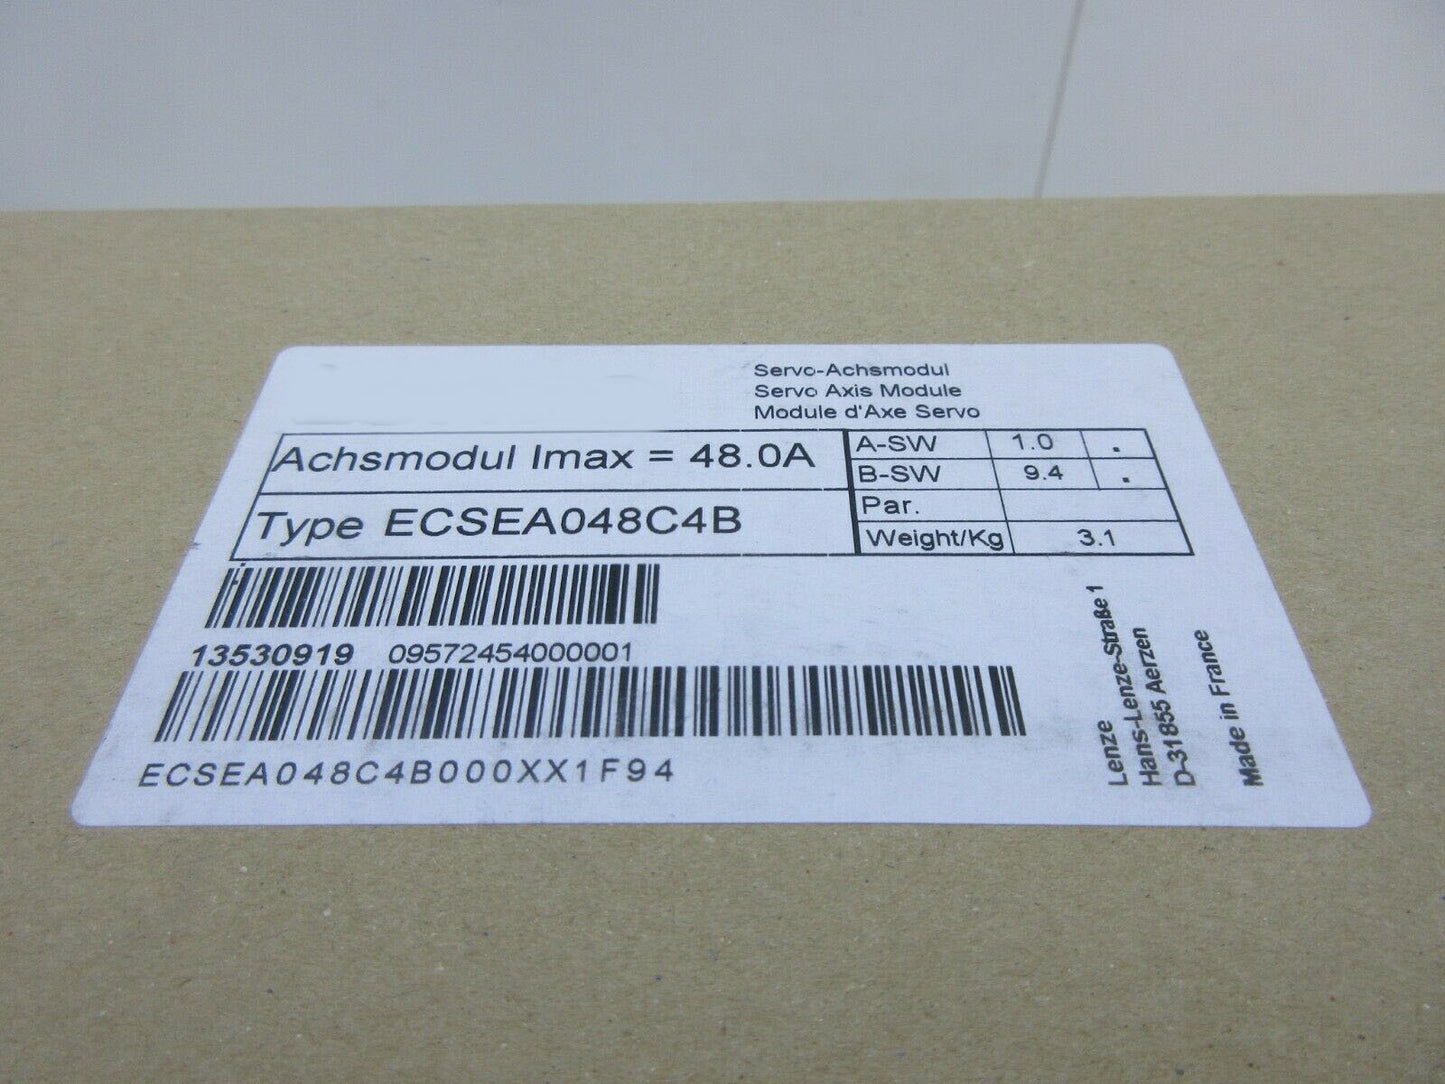 Servo-Achsmodul
Servo Axis Module
Module d'Axe Servo
Achsmodul Imax = 48.0A
Type ECSEA048C4B
A-SW 1.0 .
B-SW 9.4 .
Par.
Weight/Kg 3.1
13530919 09572454000001
ECSEA048C4B000XX1F94
Lenze
Hans-Lenze-Straße 1
D-31855 Aerzen
Made in France